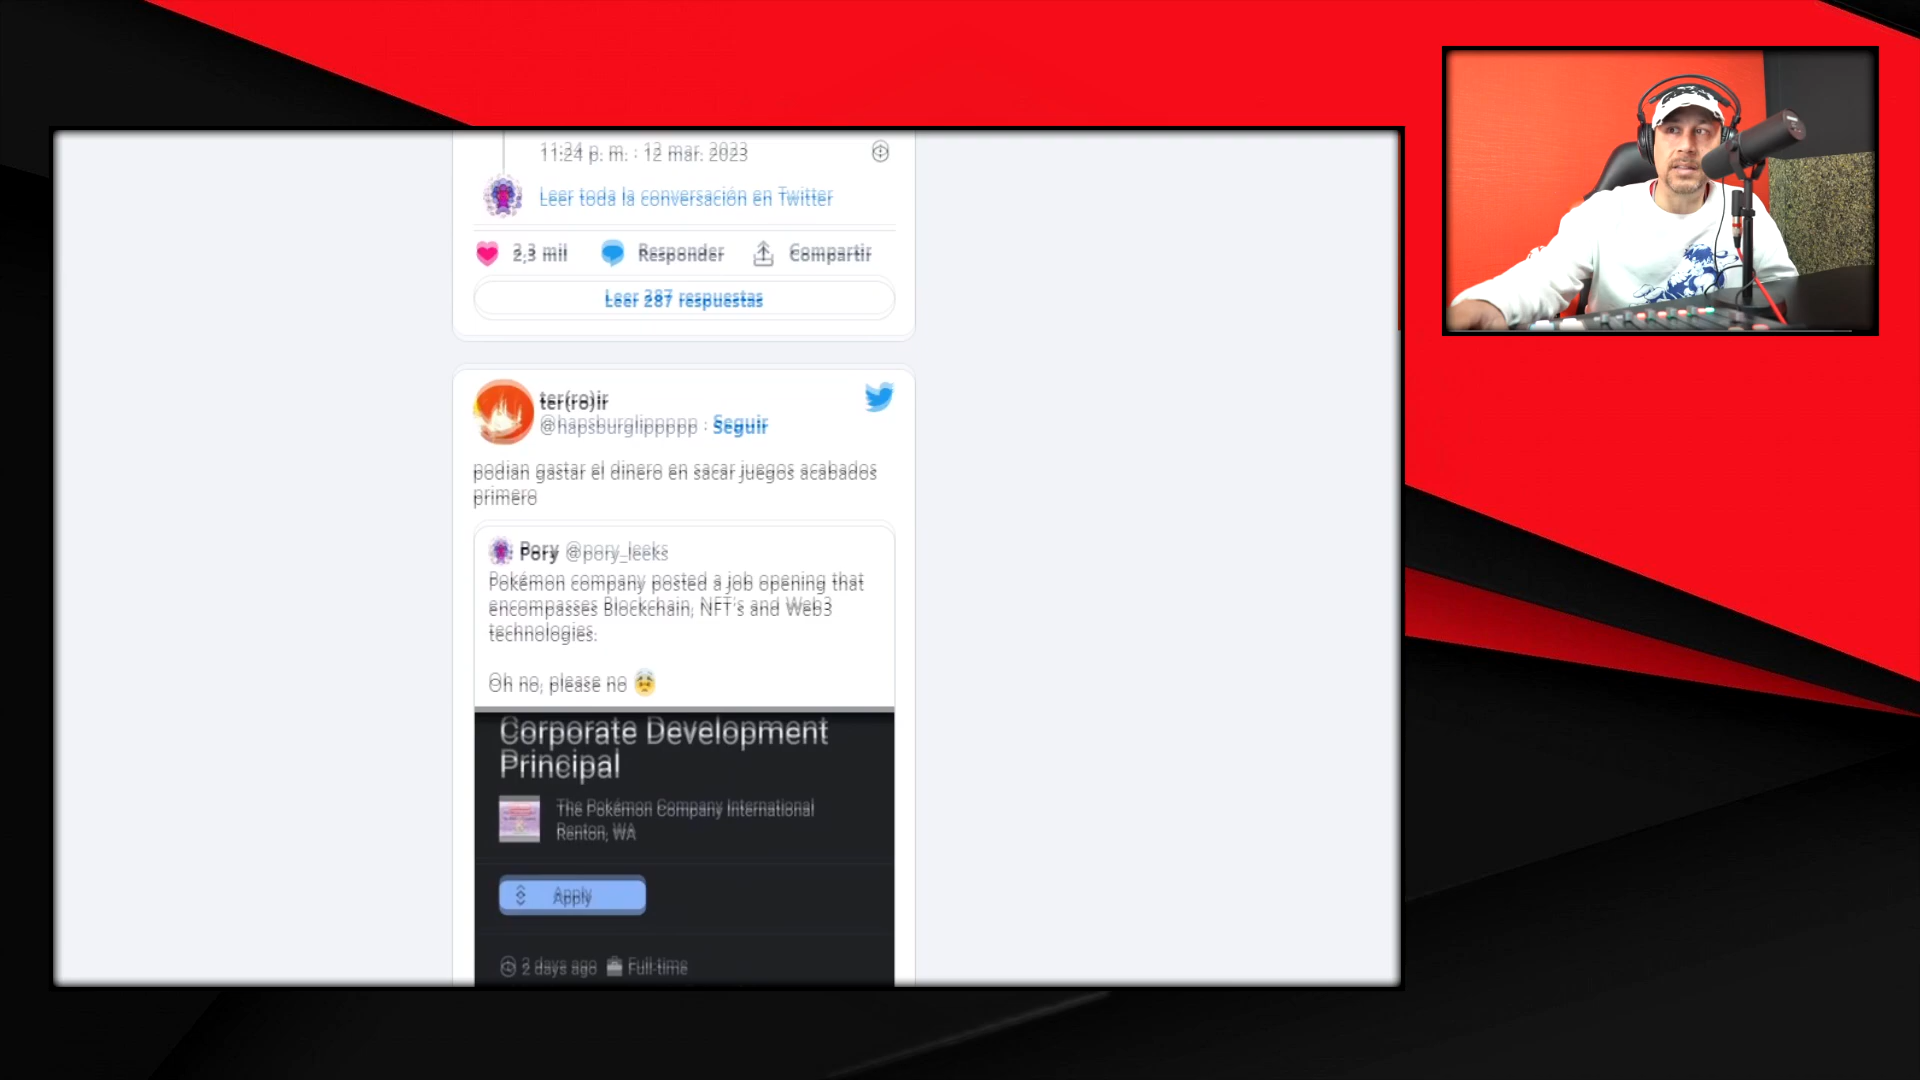 11:24 p. m. · 12 mar. 2023
Leer toda la conversación en Twitter
2,3 mil Responder Compartir
Leer 287 respuestas
ter(ro)ir
@hapsburglippppp · Seguir
podian gastar el dinero en sacar juegos acabados
primero
Pory @pory_leeks
Pokémon company posted a job opening that
encompasses Blockchain, NFT's and Web3
technologies.
Oh no, please no 😨
Corporate Development
Principal
The Pokémon Company International
Renton, WA
Apply
2 days ago Full-time